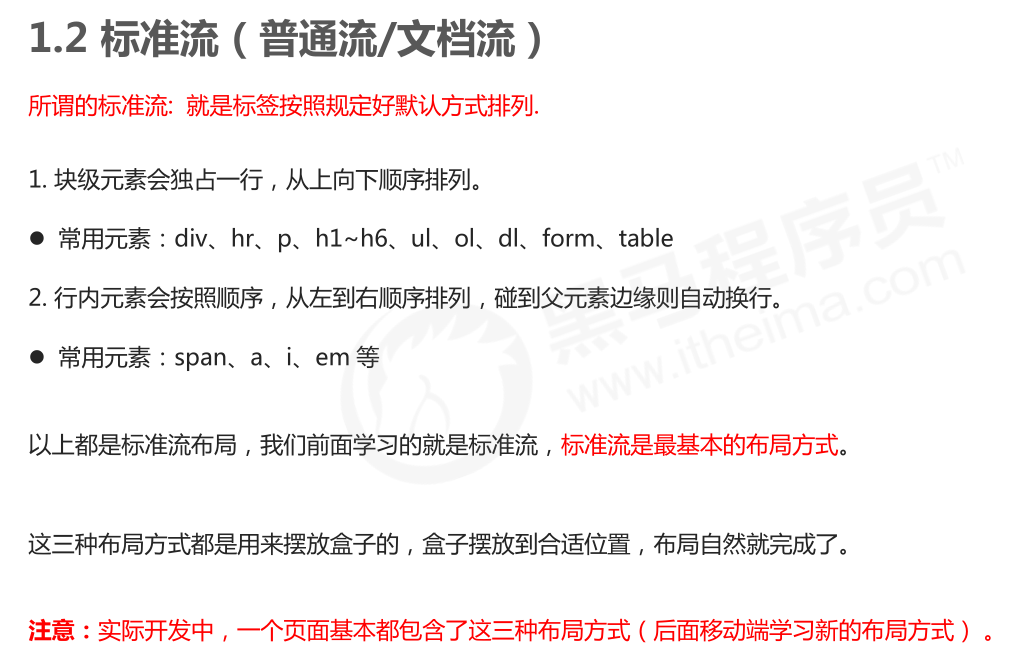 1.2 标准流（普通流/文档流）
所谓的标准流: 就是标签按照规定好默认方式排列.
1. 块级元素会独占一行，从上向下顺序排列。
● 常用元素：div、hr、p、h1~h6、ul、ol、dl、form、table
2. 行内元素会按照顺序，从左到右顺序排列，碰到父元素边缘则自动换行。
● 常用元素：span、a、i、em 等
以上都是标准流布局，我们前面学习的就是标准流，标准流是最基本的布局方式。
这三种布局方式都是用来摆放盒子的，盒子摆放到合适位置，布局自然就完成了。
注意：实际开发中，一个页面基本都包含了这三种布局方式（后面移动端学习新的布局方式）。
黑马程序员™
www.itheima.com